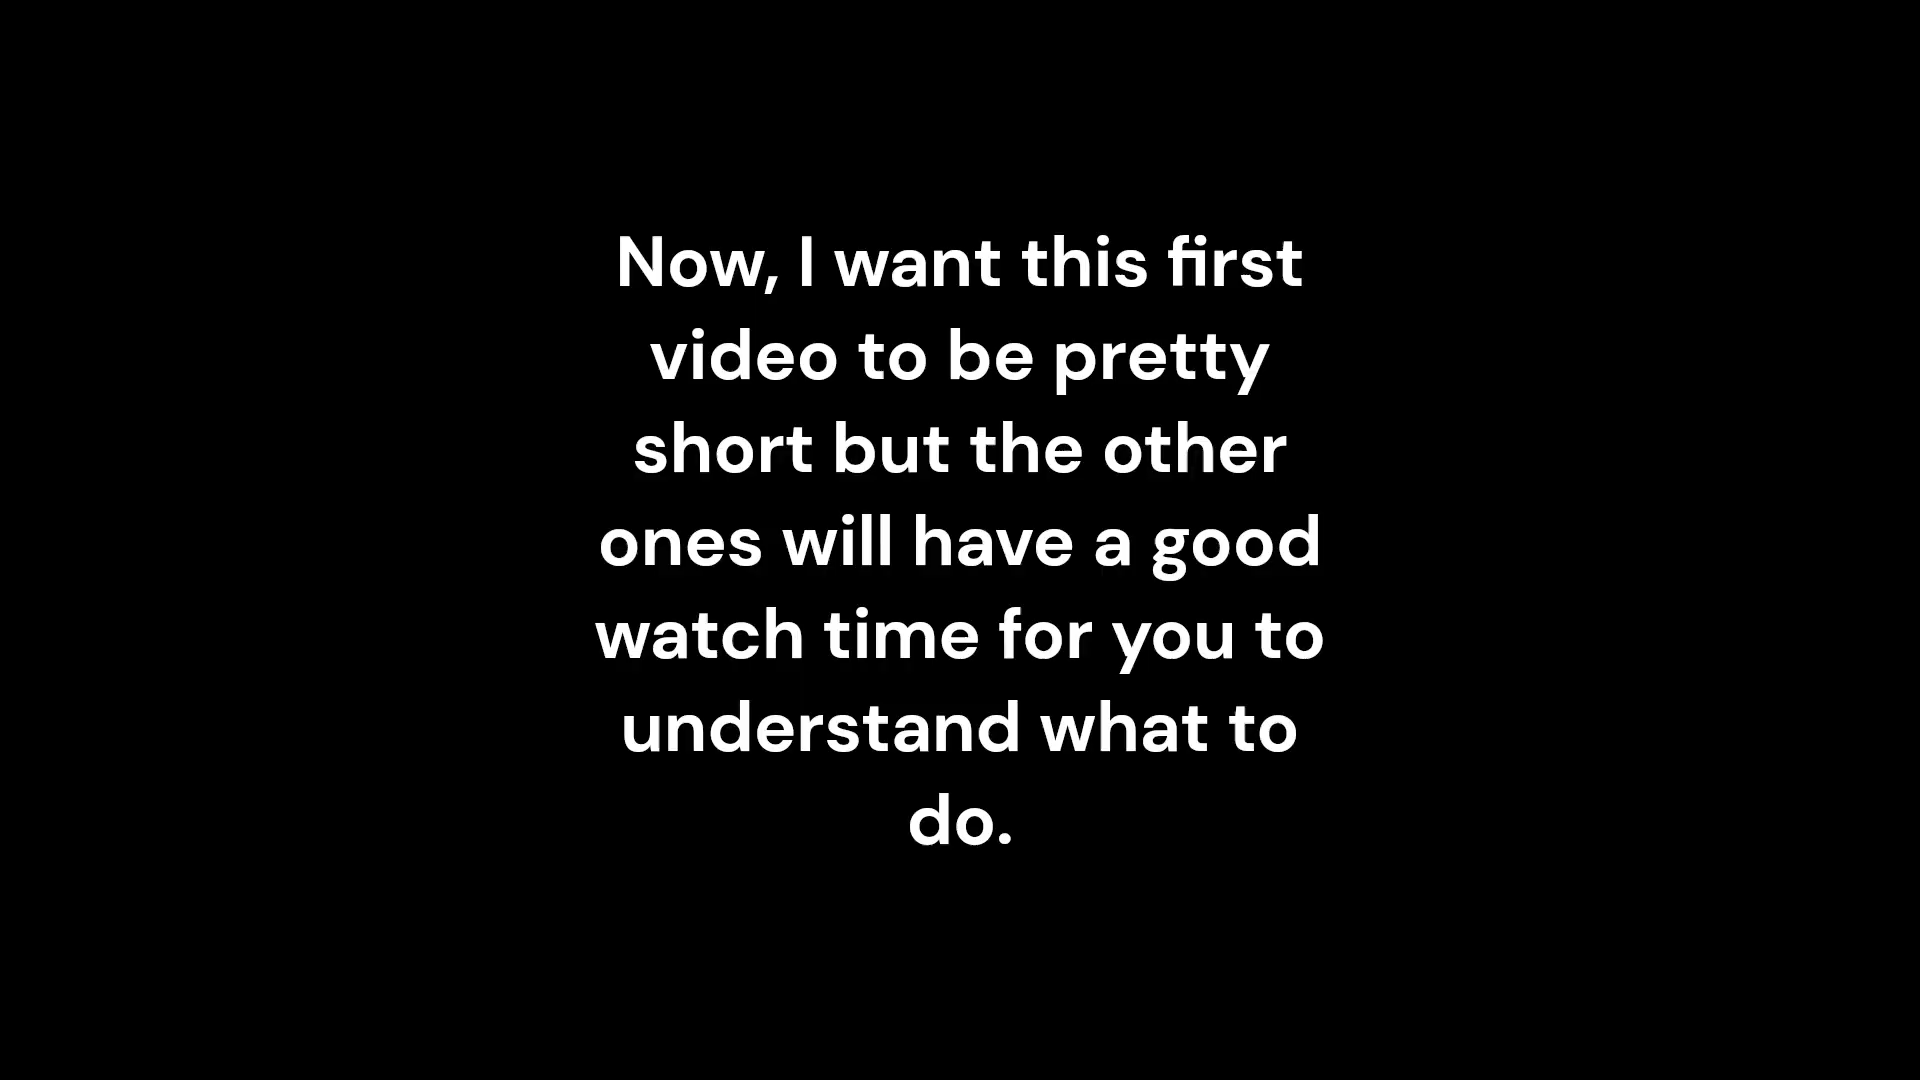 Now, I want this first
video to be pretty
short but the other
ones will have a good
watch time for you to
understand what to
do.